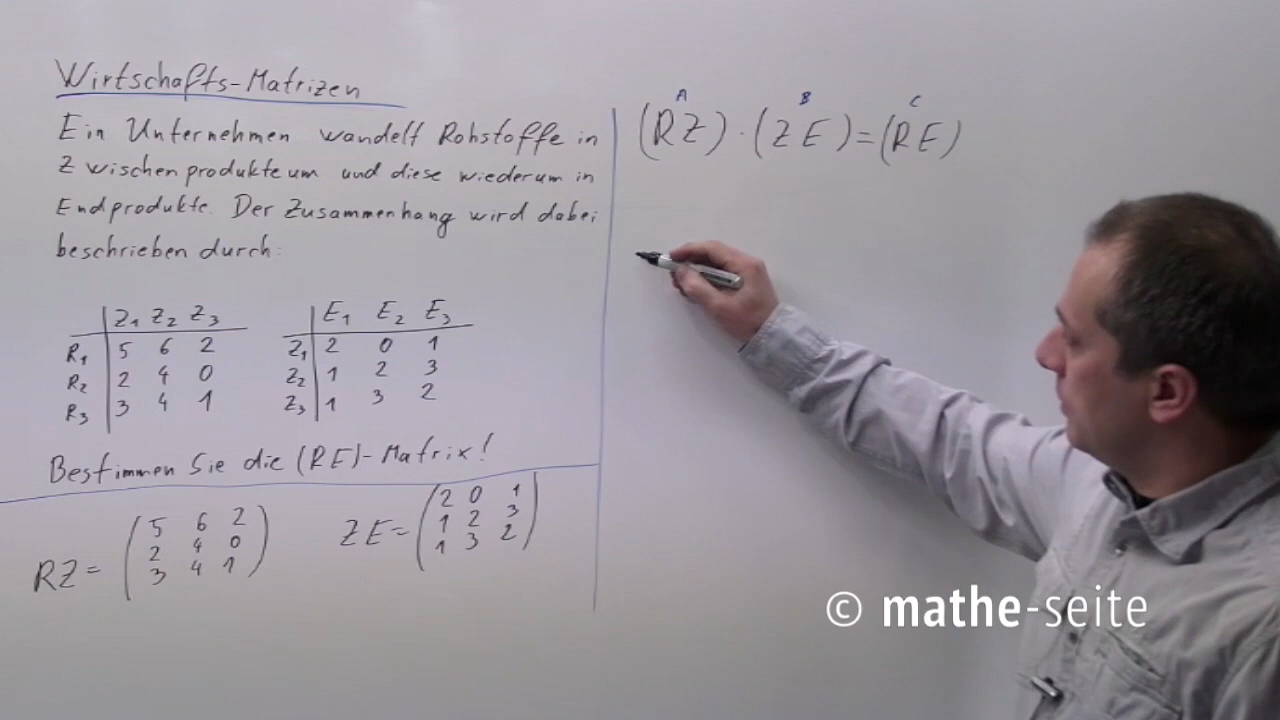 Wirtschafts-Matrizen
Ein Unternehmen wandelt Rohstoffe in
Zwischenprodukte um und diese wiederum in
Endprodukte. Der Zusammenhang wird dabei
beschrieben durch:
Z1 Z2 Z3
R1 5 6 2
R2 2 4 0
R3 3 4 1
E1 E2 E3
Z1 2 0 1
Z2 1 2 3
Z3 1 3 2
Bestimmen Sie die (RE)-Matrix!
RZ = (5 6 2
2 4 0
3 4 1)
ZE = (2 0 1
1 2 3
1 3 2)
A B C
(RZ) · (ZE) = (RE)
© mathe-seite